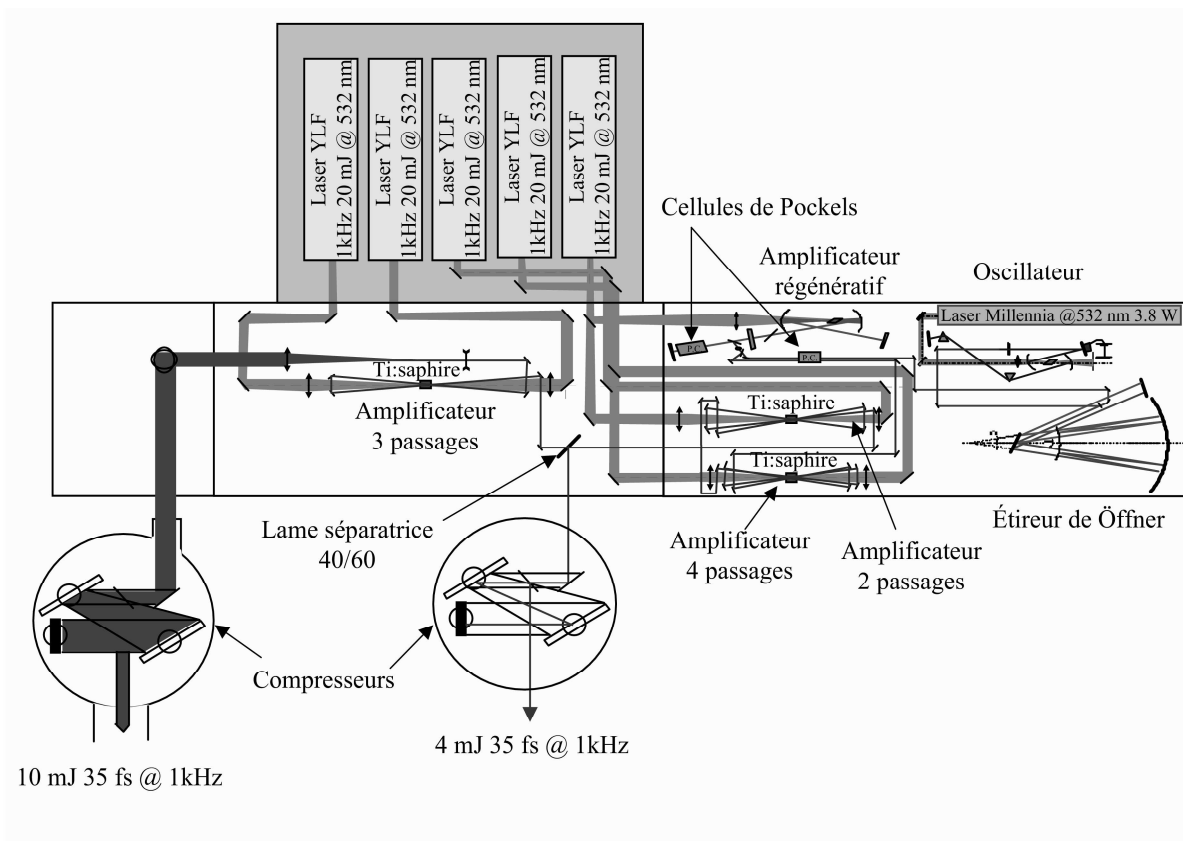 Laser YLF
1kHz 20 mJ @ 532 nm
Laser YLF
1kHz 20 mJ @ 532 nm
Laser YLF
1kHz 20 mJ @ 532 nm
Laser YLF
1kHz 20 mJ @ 532 nm
Laser YLF
1kHz 20 mJ @ 532 nm
Cellules de Pockels
Amplificateur
régénératif
Oscillateur
Laser Millennia @532 nm 3.8 W
P.C.
P.C.
Ti:saphire
Amplificateur
3 passages
Ti:saphire
Ti:saphire
Lame séparatrice
40/60
Amplificateur
4 passages
Amplificateur
2 passages
Étireur de Öffner
Compresseurs
4 mJ 35 fs @ 1kHz
10 mJ 35 fs @ 1kHz